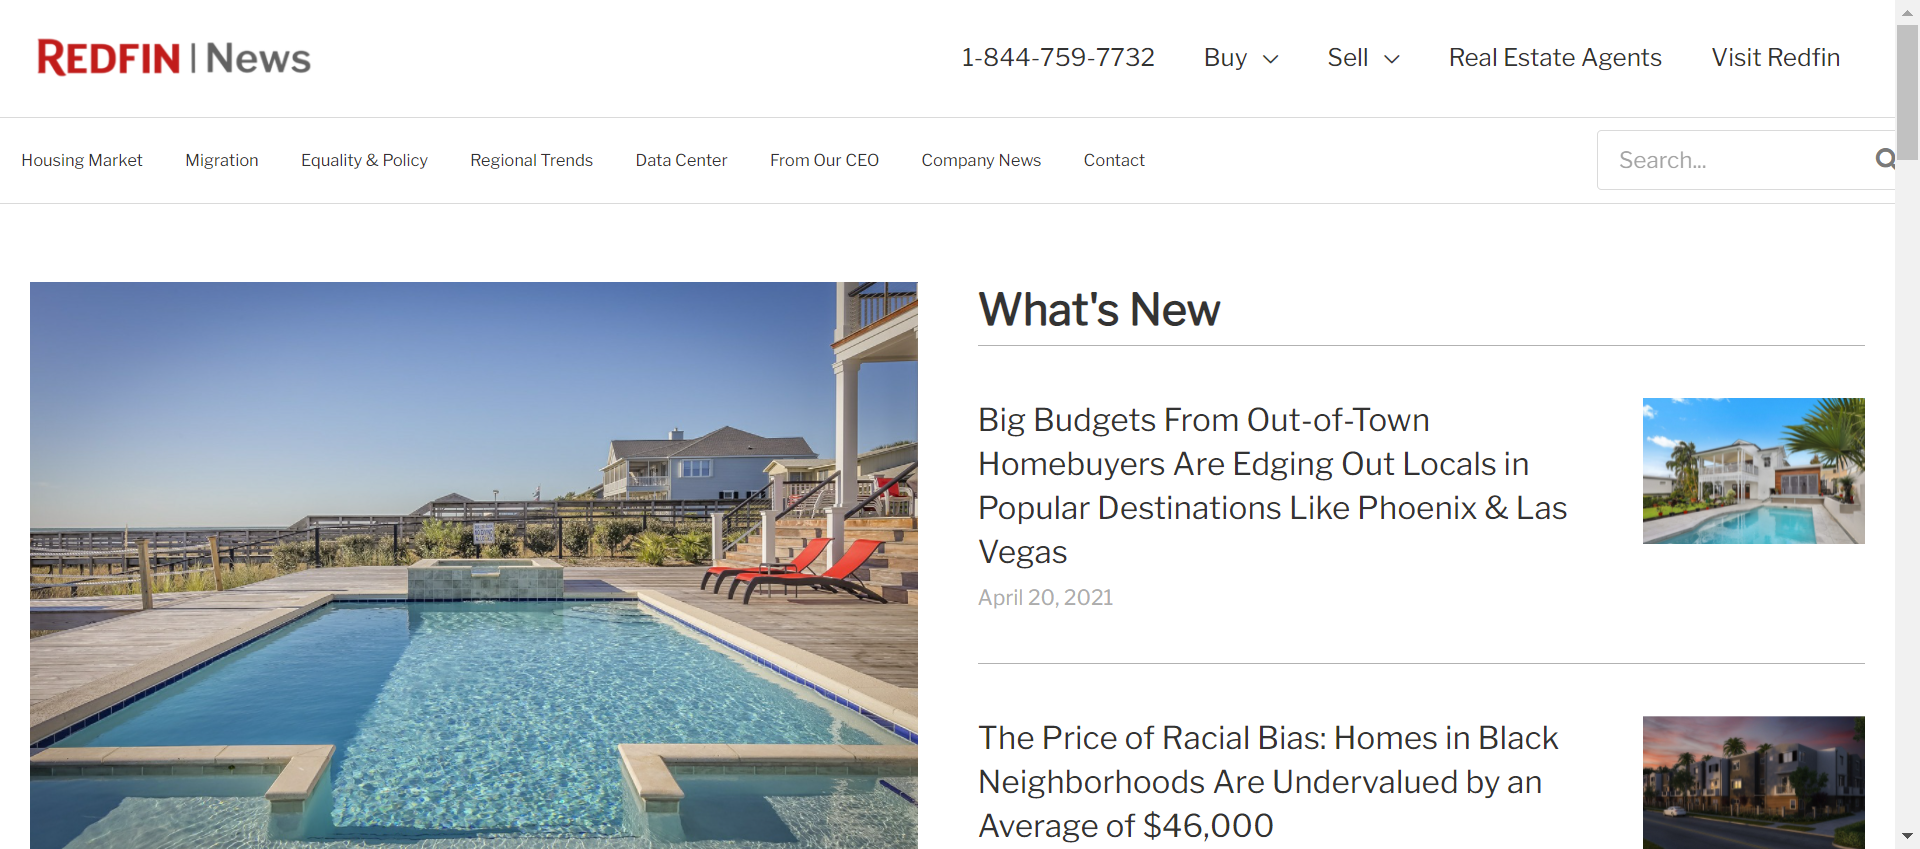 REDFIN | News
1-844-759-7732
Buy
Sell
Real Estate Agents
Visit Redfin
Housing Market
Migration
Equality & Policy
Regional Trends
Data Center
From Our CEO
Company News
Contact
Search...
What's New
Big Budgets From Out-of-Town
Homebuyers Are Edging Out Locals in
Popular Destinations Like Phoenix & Las
Vegas
April 20, 2021
The Price of Racial Bias: Homes in Black
Neighborhoods Are Undervalued by an
Average of $46,000